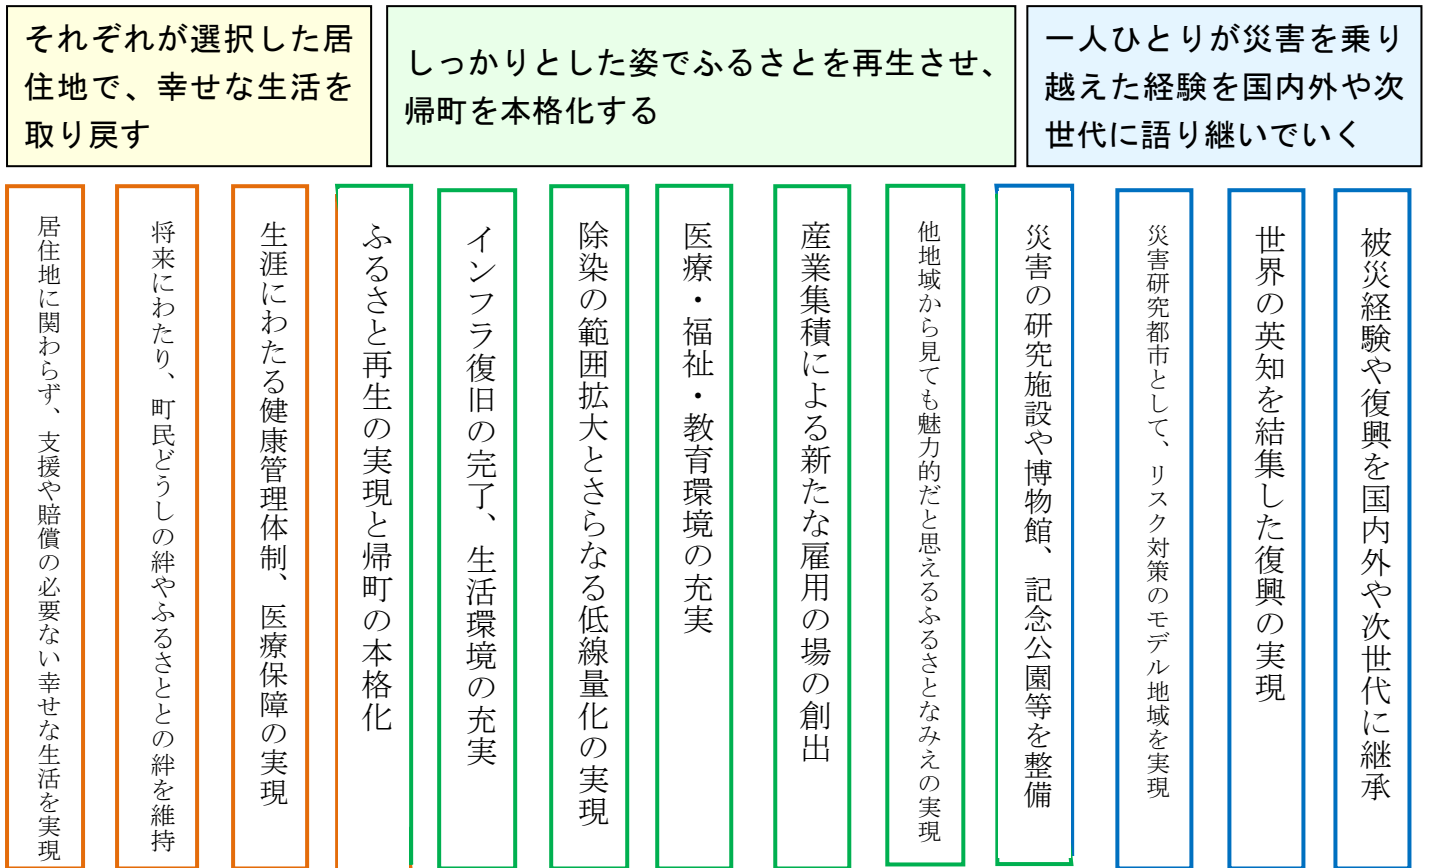 それぞれが選択した居
住地で、幸せな生活を
取り戻す
しっかりとした姿でふるさとを再生させ、
帰町を本格化する
一人ひとりが災害を乗り
越えた経験を国内外や次
世代に語り継いでいく
居住地に関わらず、支援や賠償の必要ない幸せな生活を実現
将来にわたり、町民どうしの絆やふるさととの絆を維持
生涯にわたる健康管理体制、医療保障の実現
ふるさと再生の実現と帰町の本格化
インフラ復旧の完了、生活環境の充実
除染の範囲拡大とさらなる低線量化の実現
医療・福祉・教育環境の充実
産業集積による新たな雇用の場の創出
他地域から見ても魅力的だと思えるふるさとなみえの実現
災害の研究施設や博物館、記念公園等を整備
災害研究都市として、リスク対策のモデル地域を実現
世界の英知を結集した復興の実現
被災経験や復興を国内外や次世代に継承